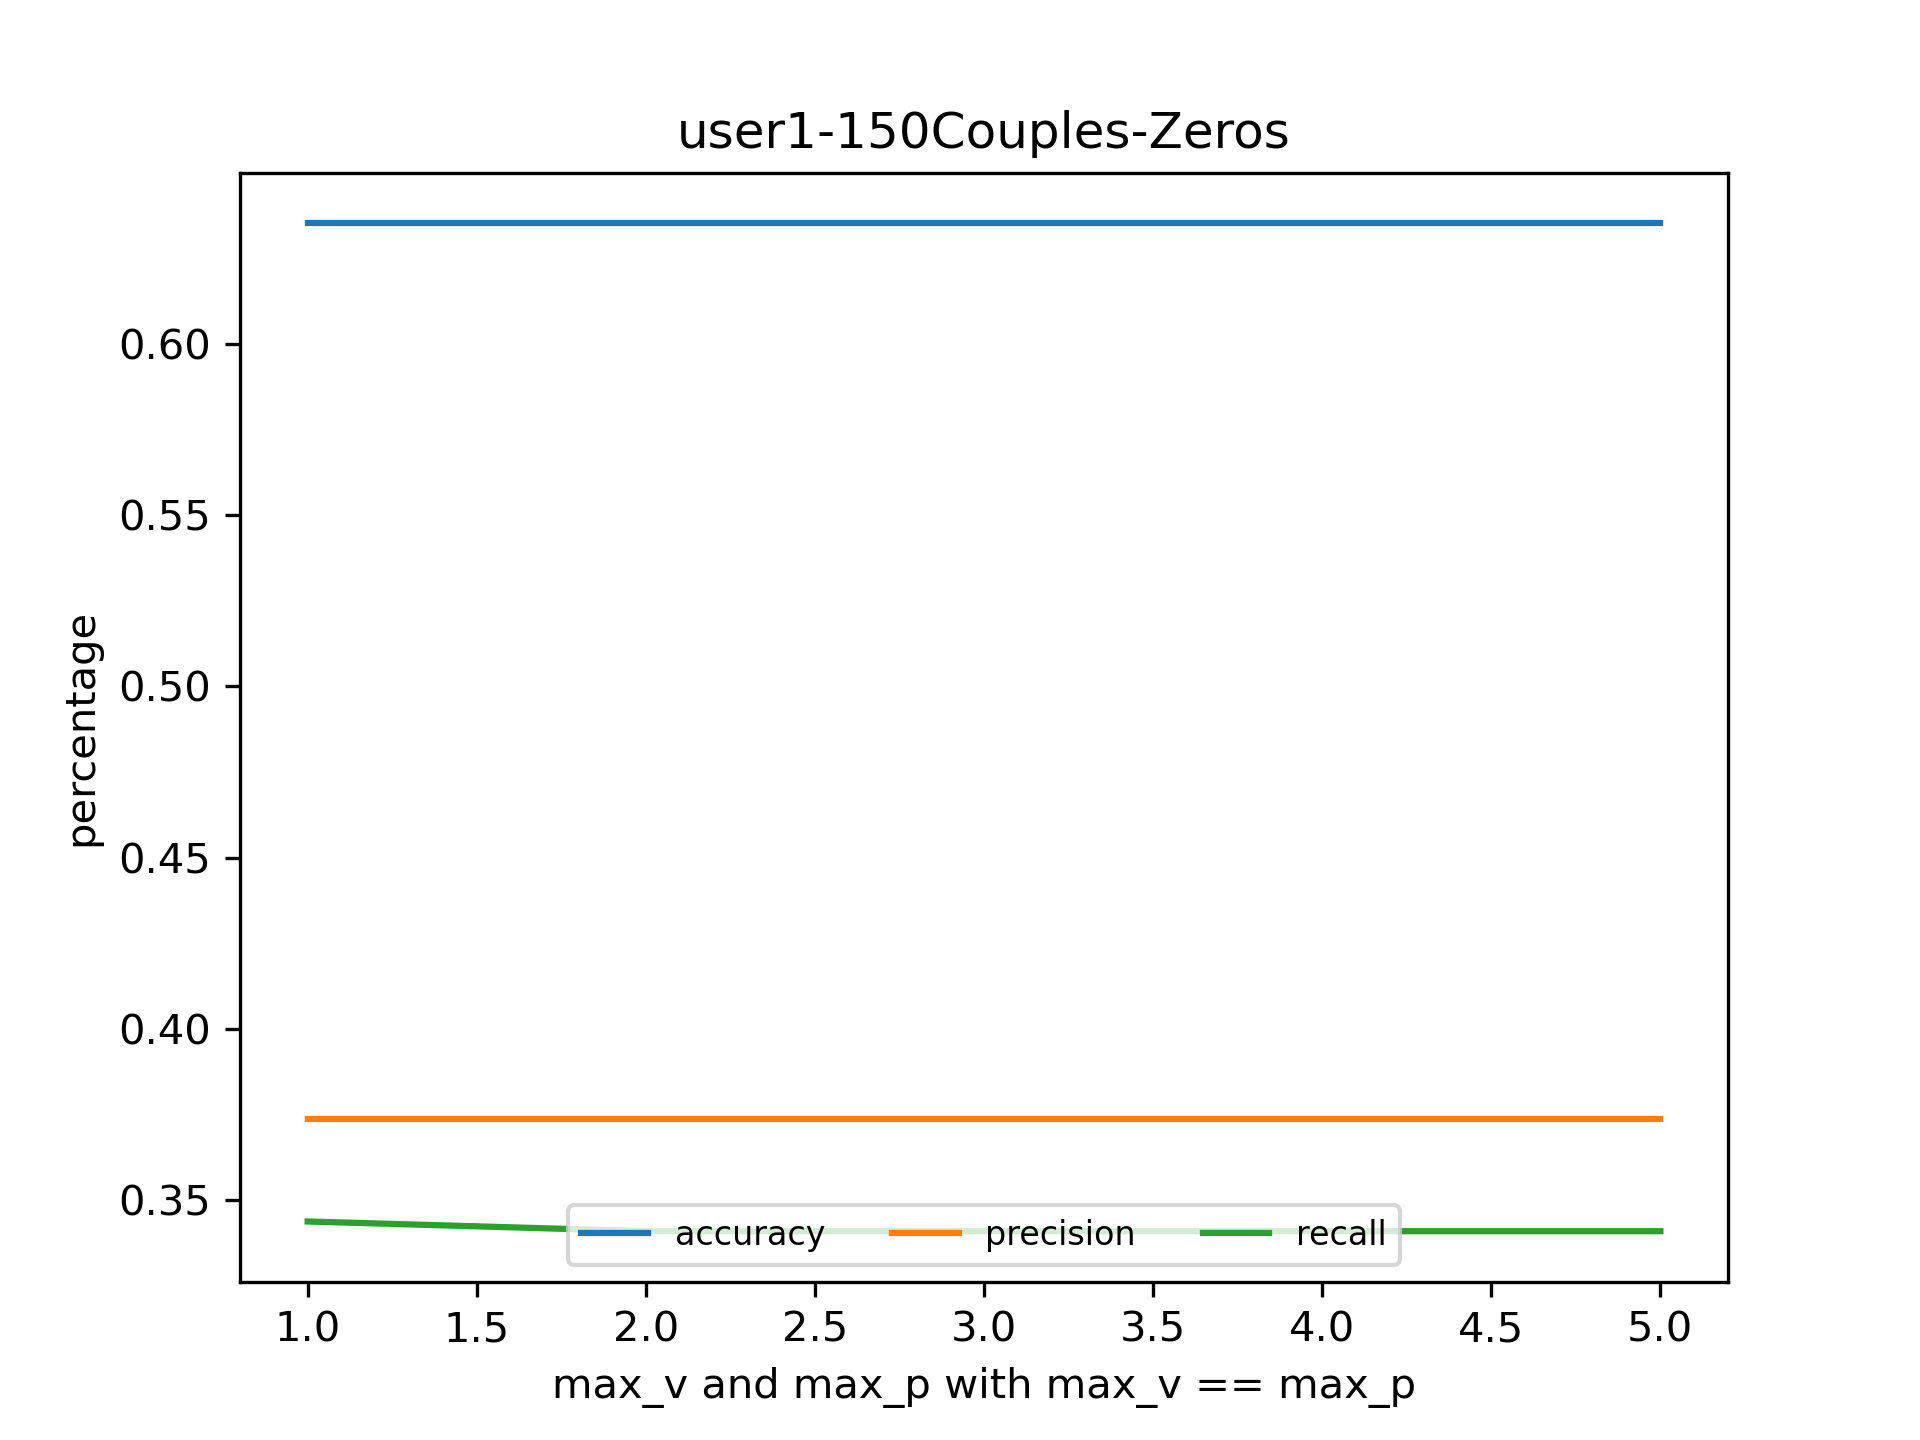 user1-150Couples-Zeros
percentage
0.60
0.55
0.50
0.45
0.40
0.35
accuracy precision recall
1.0 1.5 2.0 2.5 3.0 3.5 4.0 4.5 5.0
max_v and max_p with max_v == max_p